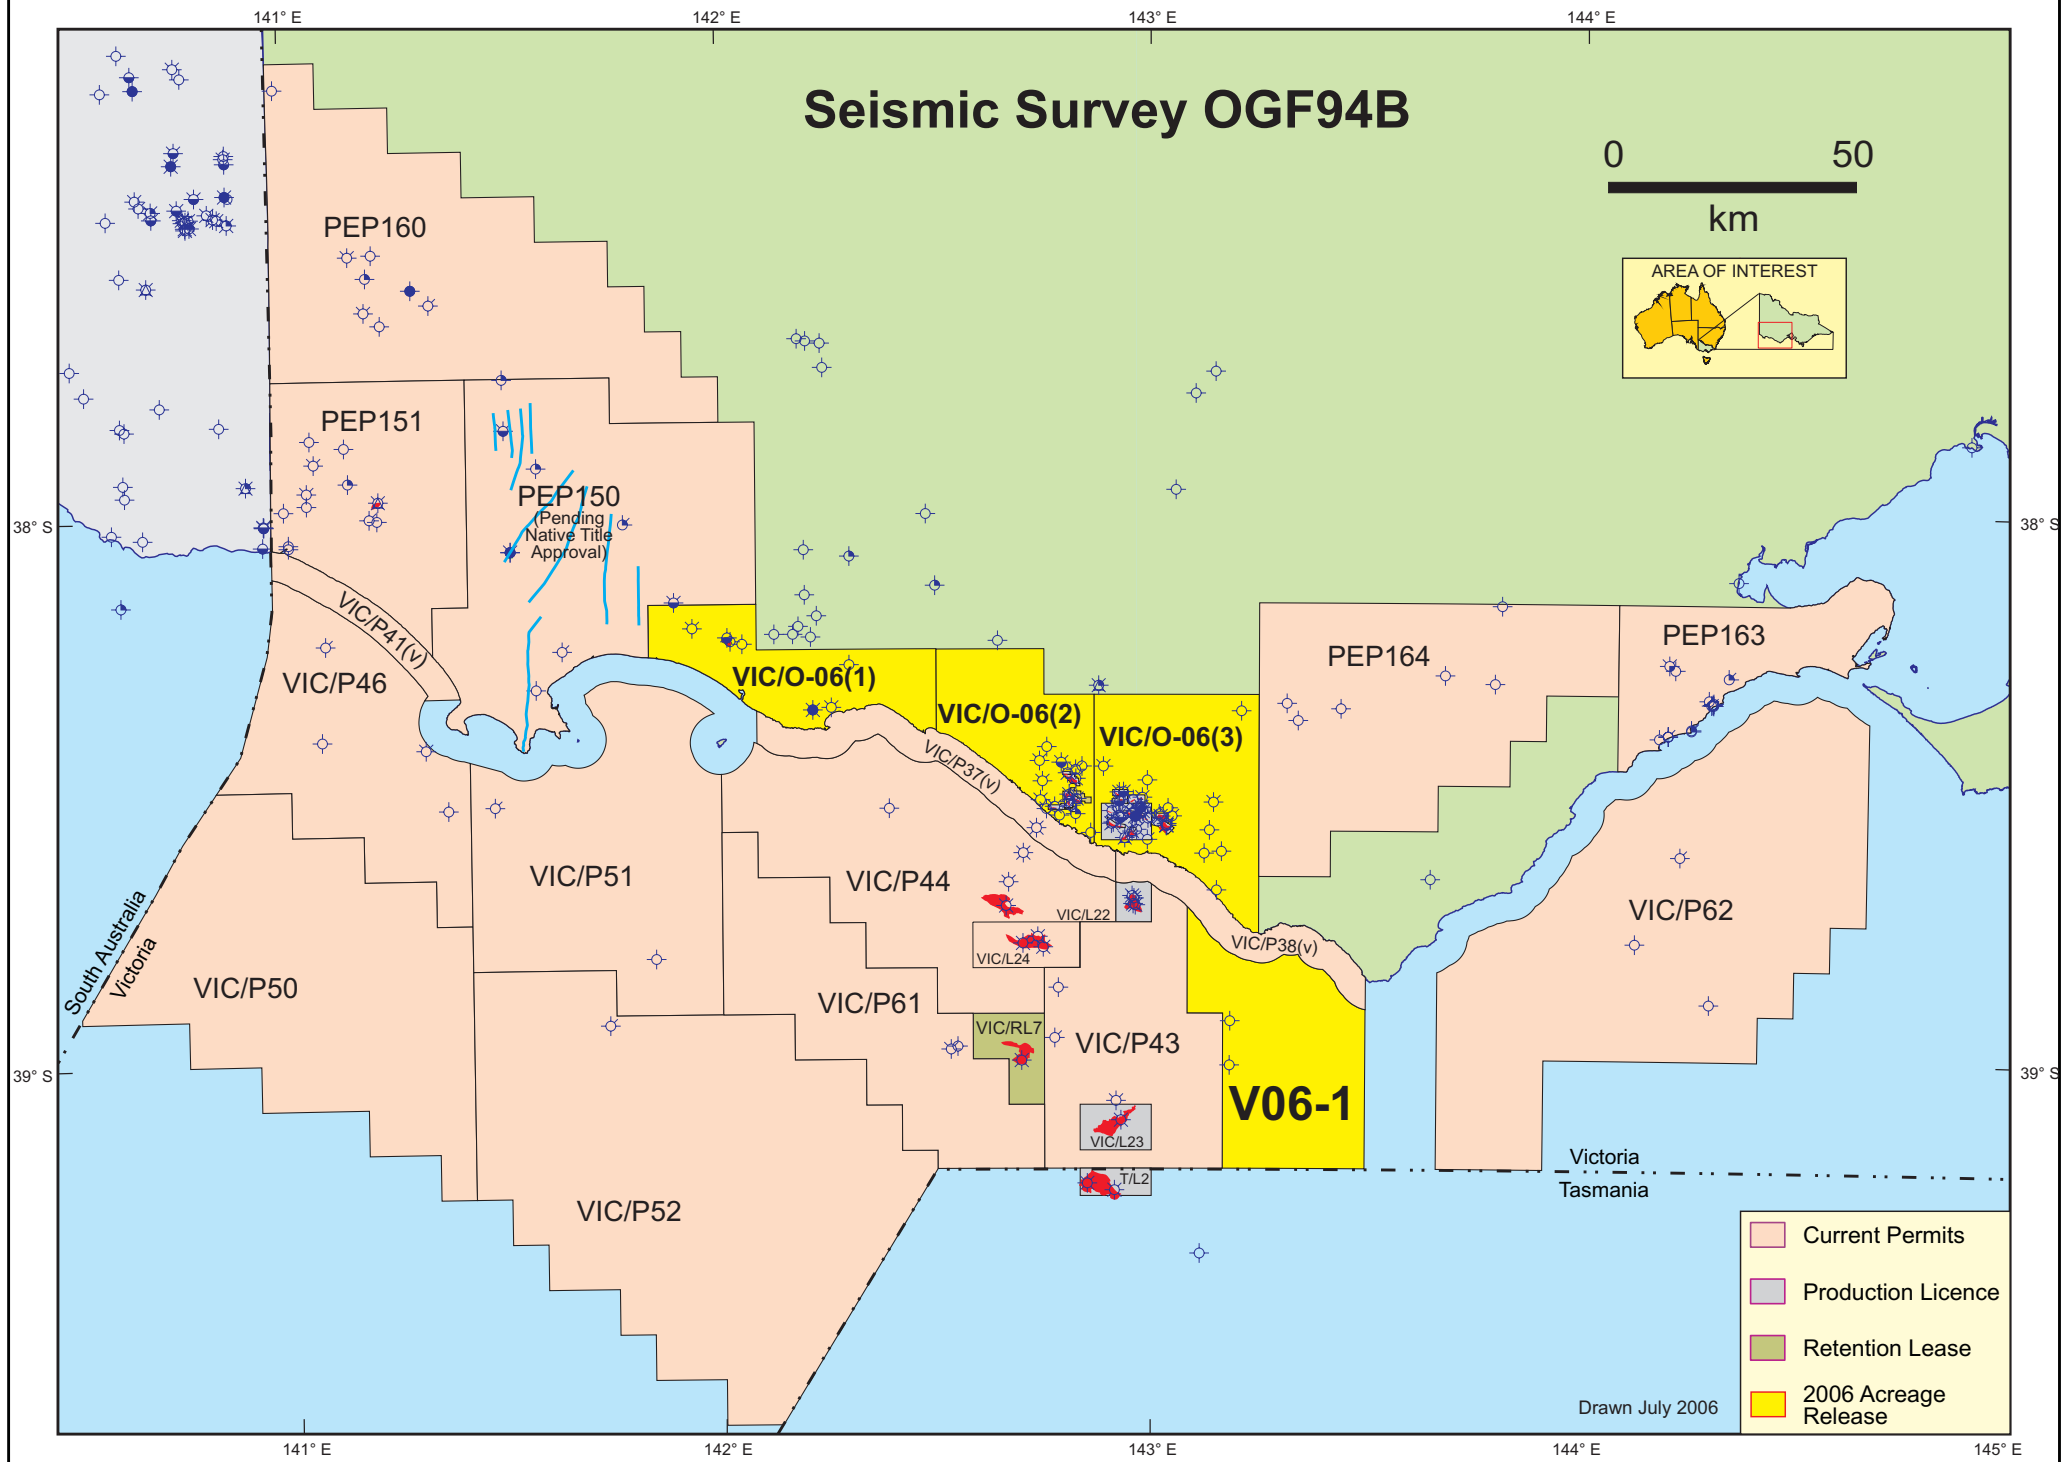 141° E
142° E
143° E
144° E
Seismic Survey OGF94B
0
50
km
AREA OF INTEREST
PEP160
PEP151
PEP150
(Pending
Native Title
Approval)
38° S
38° S
VIC/P41(v)
VIC/P46
VIC/O-06(1)
VIC/O-06(2)
VIC/O-06(3)
PEP164
PEP163
VIC/P37(v)
VIC/P51
VIC/P44
VIC/L22
VIC/P62
VIC/P38(v)
VIC/L24
South Australia
Victoria
VIC/P50
VIC/P61
VIC/RL7
VIC/P43
39° S
39° S
V06-1
VIC/L23
Victoria
Tasmania
T/L2
VIC/P52
Current Permits
Production Licence
Retention Lease
2006 Acreage
Release
Drawn July 2006
141° E
142° E
143° E
144° E
145° E